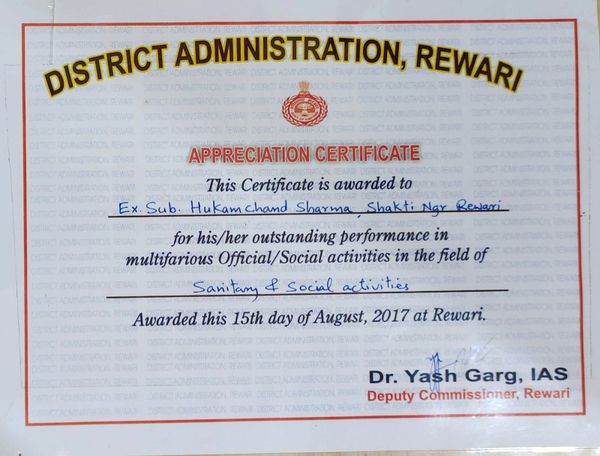 DISTRICT ADMINISTRATION, REWARI
APPRECIATION CERTIFICATE
This Certificate is awarded to
Ex. Sub. Hukamchand Sharma, Shakti Ngr Rewari
for his/her outstanding performance in
multifarious Official/Social activities in the field of
Sanitary & Social activities
Awarded this 15th day of August, 2017 at Rewari.
Dr. Yash Garg, IAS
Deputy Commissioner, Rewari